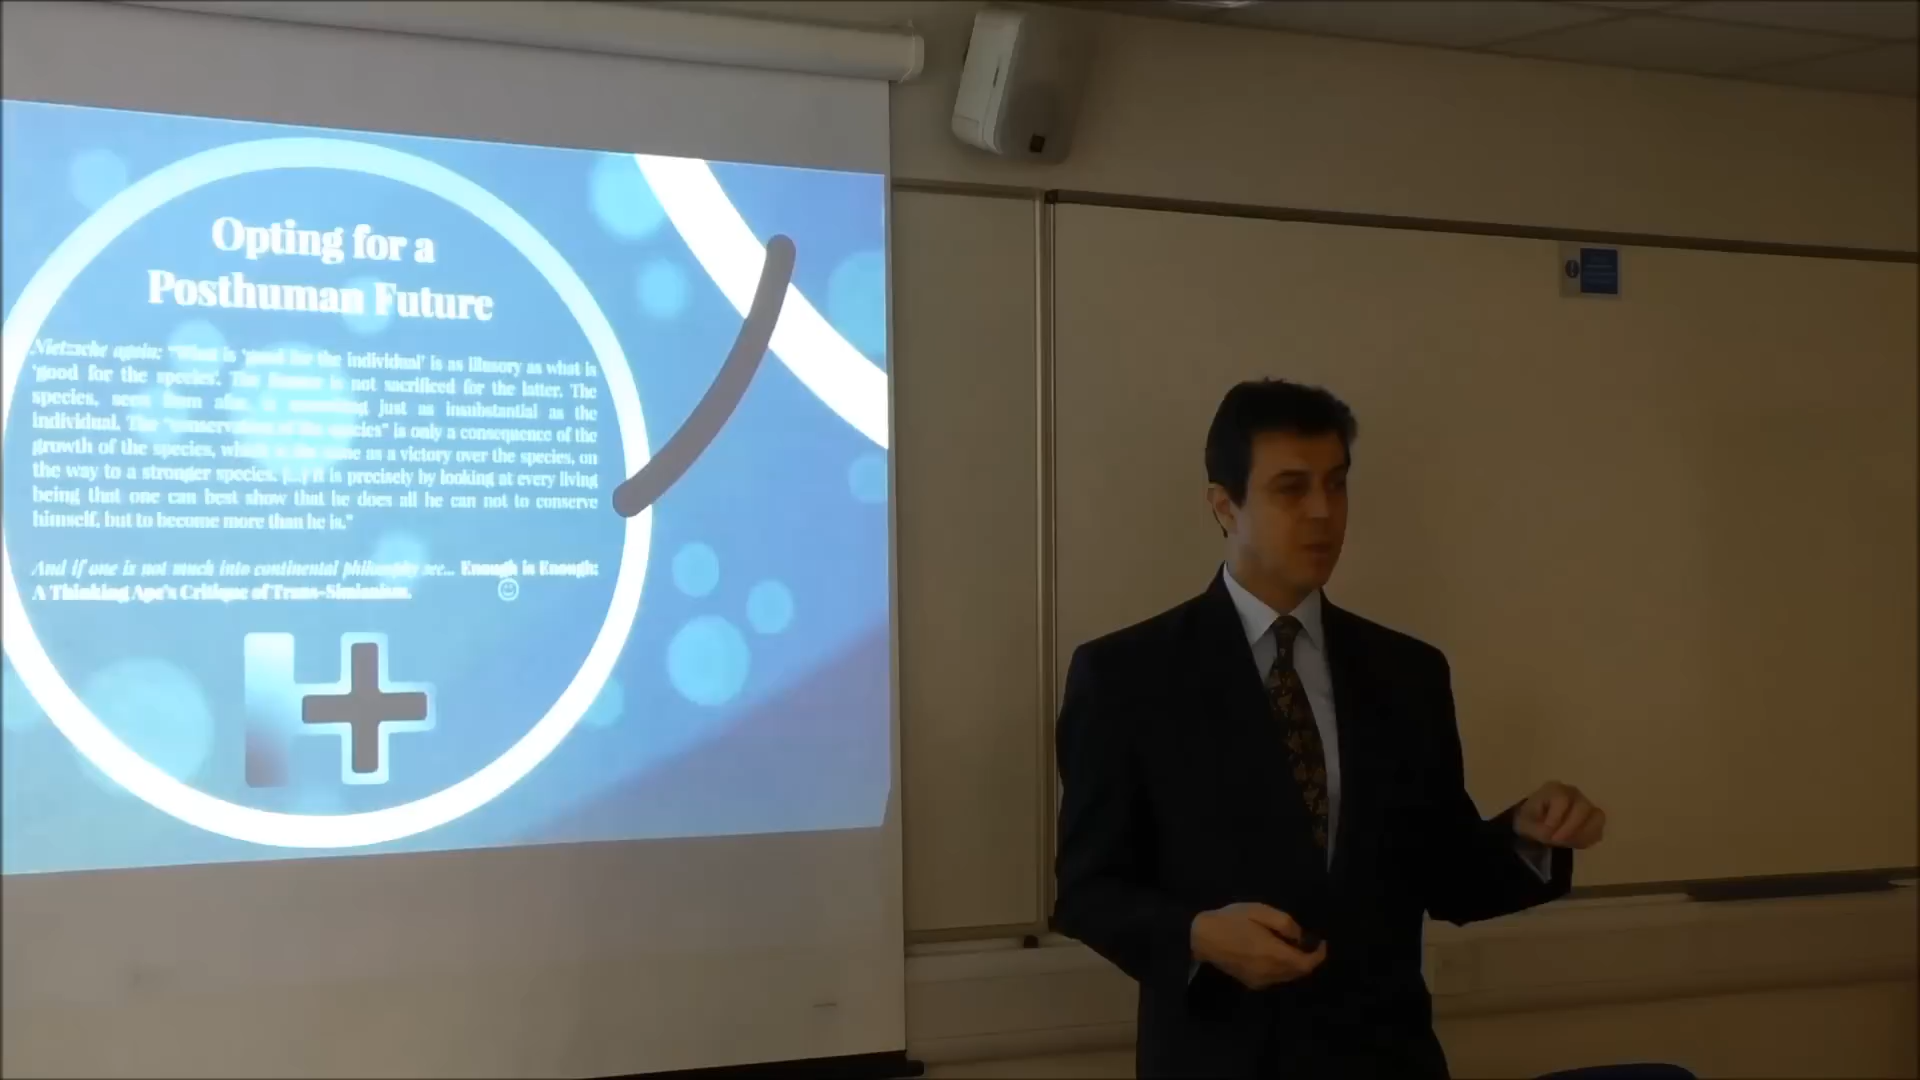 Opting for a
Posthuman Future
Nietzsche again: "What is 'good for the individual' is as illusory as what is
'good for the species'. The former is not sacrificed for the latter. The
species, seen from afar, is something just as insubstantial as the
individual. The "conservation of the species" is only a consequence of the
growth of the species, which is the same as a victory over the species, on
the way to a stronger species. [...] it is precisely by looking at every living
being that one can best show that he does all he can not to conserve
himself, but to become more than he is."
And if one is not much into continental philosophy see... Enough is Enough:
A Thinking Ape's Critique of Trans-Simianism.
H+